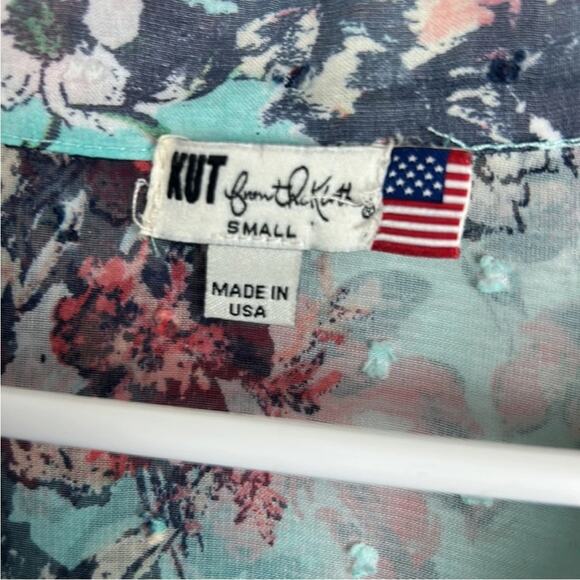 KUT from the Kloth®
SMALL
MADE IN
USA